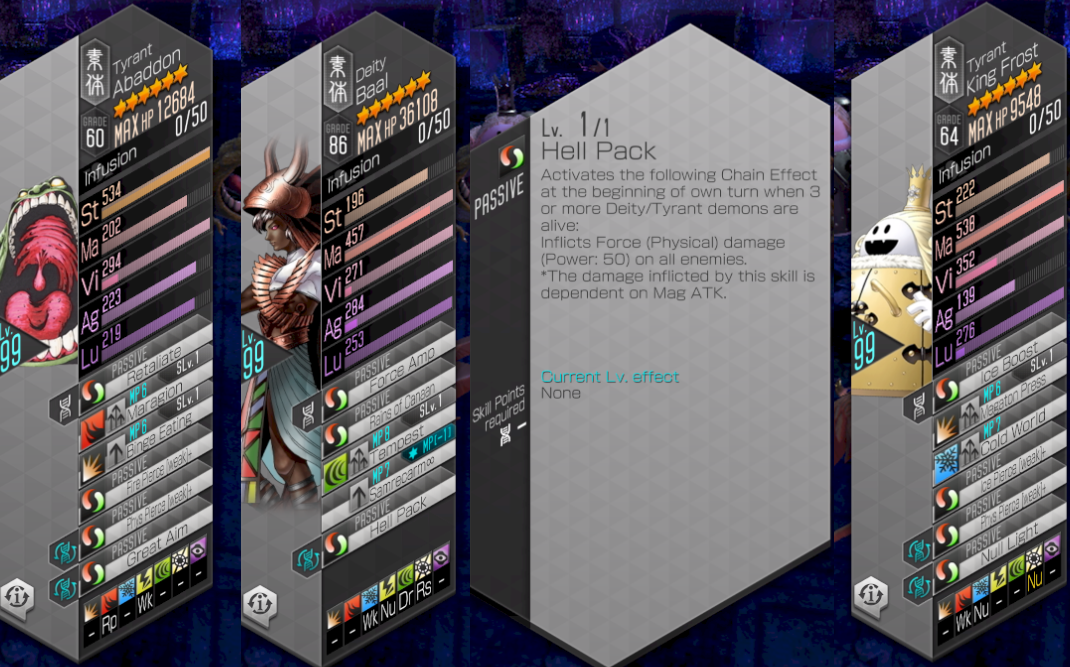 素体
Tyrant
Abaddon
GRADE
60
MAX HP 12684
0/50
Infusion
St 534
Ma 202
Vi 294
Ag 223
Lu 219
Lv.
99
PASSIVE
Retaliate
SLv.1
MP 6
Maragion
SLv.1
MP 6
Binge Eating
PASSIVE
Fire Pierce (weak)+
PASSIVE
Phys Pierce (weak)+
PASSIVE
Great Aim
- Rp - Wk - - -
素体
Deity
Baal
GRADE
86
MAX HP 36108
0/50
Infusion
St 196
Ma 457
Vi 271
Ag 284
Lu 253
Lv.
99
PASSIVE
Force Amp
PASSIVE
Rains of Canaan
SLv.1
MP 8
Tempest
MP 7
Samrecarm∞
PASSIVE
Hell Pack
- - Wk Nu Dr Rs -
PASSIVE
Lv. 1/1
Hell Pack
Activates the following Chain Effect
at the beginning of own turn when 3
or more Deity/Tyrant demons are
alive:
Inflicts Force (Physical) damage
(Power: 50) on all enemies.
*The damage inflicted by this skill is
dependent on Mag ATK.
Skill Points
required
-
Current Lv. effect
None
素体
Tyrant
King Frost
GRADE
64
MAX HP 9548
0/50
Infusion
St 222
Ma 538
Vi 352
Ag 139
Lu 276
Lv.
99
PASSIVE
Ice Boost
SLv.1
MP 6
Megaton Press
MP 7
Cold World
PASSIVE
Ice Pierce (weak)+
PASSIVE
Phys Pierce (weak)+
PASSIVE
Null Light
- Wk Nu - - Nu -